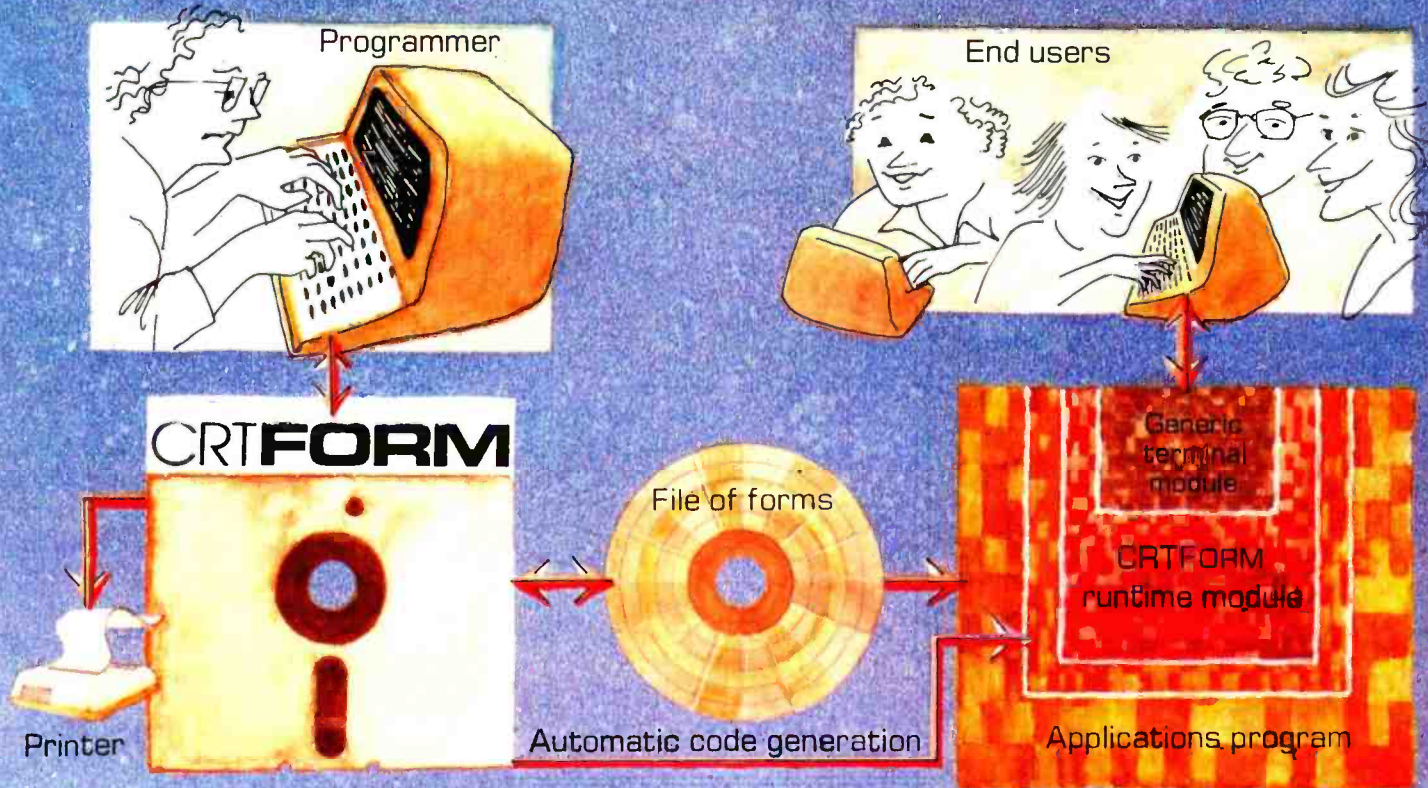 Programmer
End users
CRTFORM
File of forms
Generic
terminal
module
CRTFORM
runtime module
Printer
Automatic code generation
Applications program